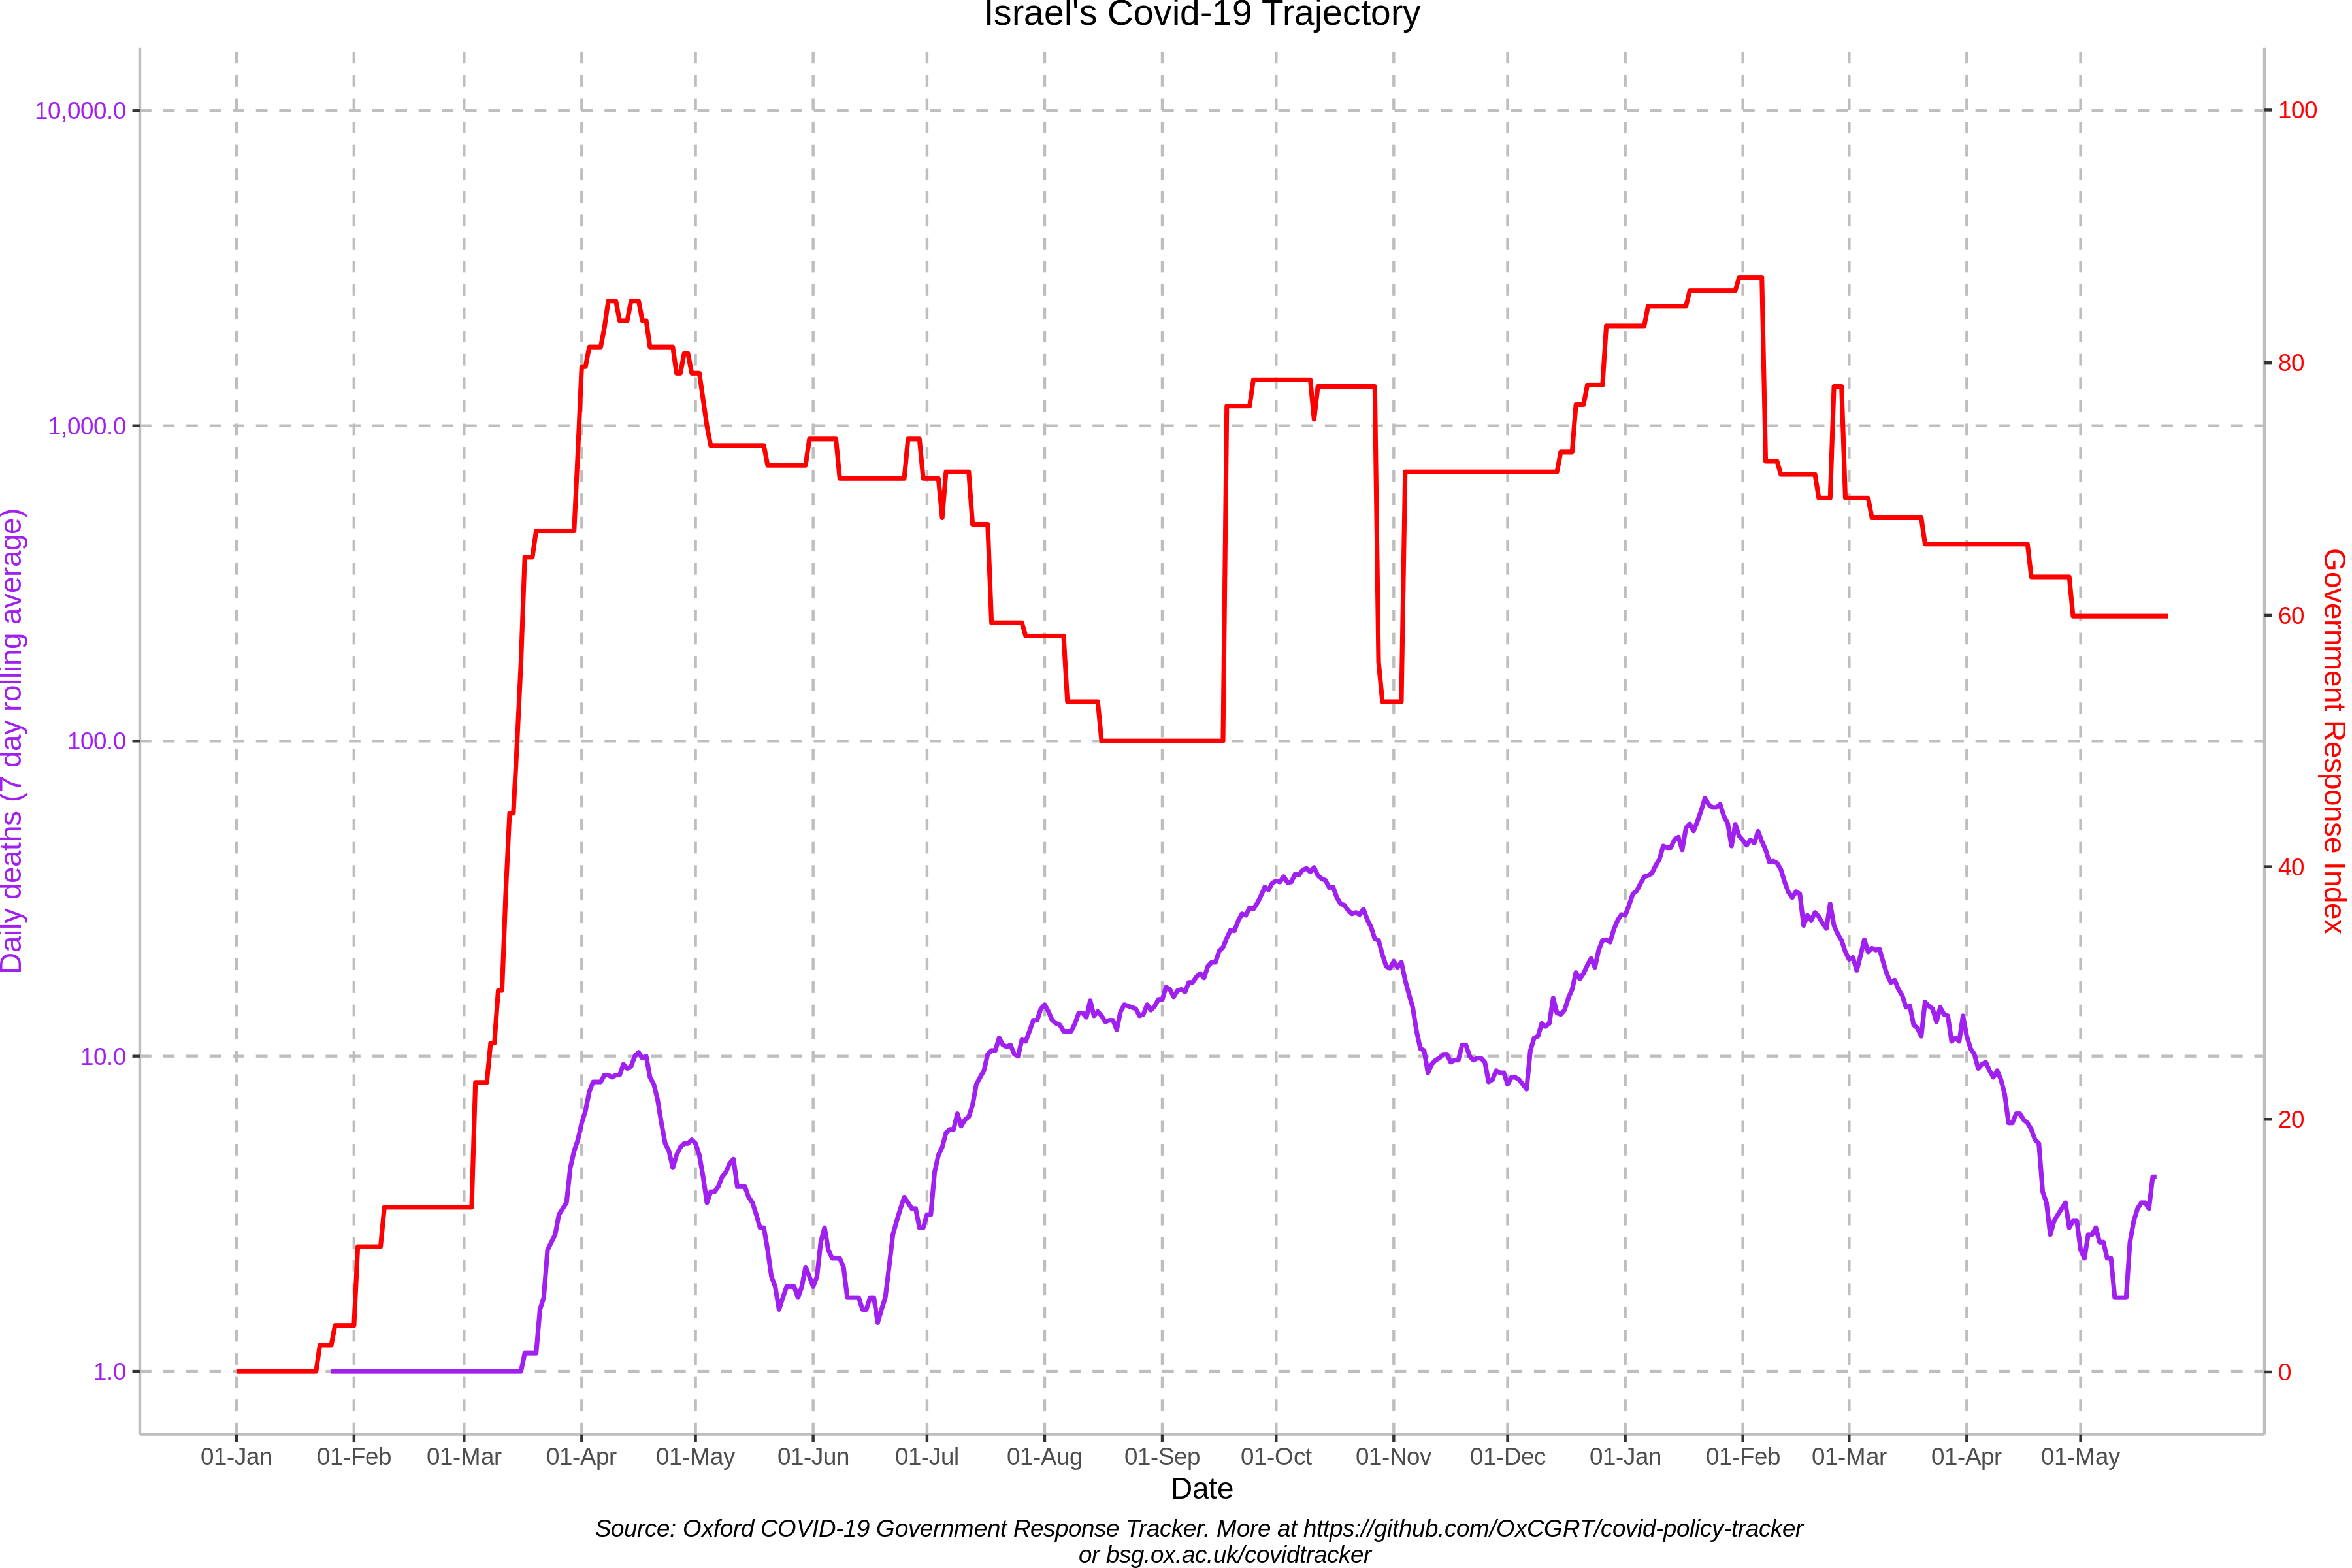 Israel's Covid-19 Trajectory
Daily deaths (7 day rolling average)
10,000.0
1,000.0
100.0
10.0
1.0
100
80
60
40
20
0
Government Response Index
01-Jan 01-Feb 01-Mar 01-Apr 01-May 01-Jun 01-Jul 01-Aug 01-Sep 01-Oct 01-Nov 01-Dec 01-Jan 01-Feb 01-Mar 01-Apr 01-May
Date
Source: Oxford COVID-19 Government Response Tracker. More at https://github.com/OxCGRT/covid-policy-tracker
or bsg.ox.ac.uk/covidtracker